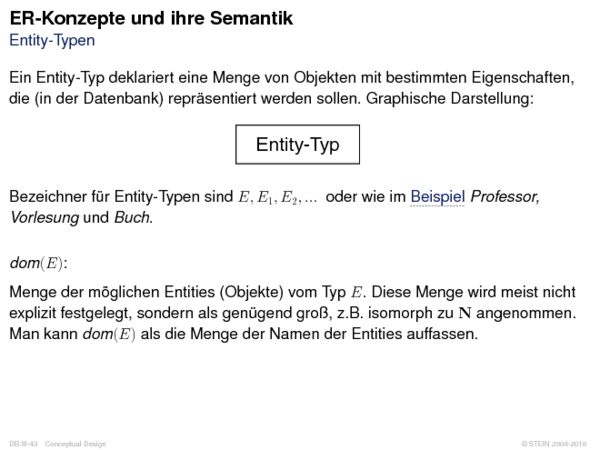 ER-Konzepte und ihre Semantik
Entity-Typen
Ein Entity-Typ deklariert eine Menge von Objekten mit bestimmten Eigenschaften,
die (in der Datenbank) repräsentiert werden sollen. Graphische Darstellung:
Entity-Typ
Bezeichner für Entity-Typen sind E, E₁, E₂, … oder wie im Beispiel Professor,
Vorlesung und Buch.
dom(E):
Menge der möglichen Entities (Objekte) vom Typ E. Diese Menge wird meist nicht
explizit festgelegt, sondern als genügend groß, z.B. isomorph zu N angenommen.
Man kann dom(E) als die Menge der Namen der Entities auffassen.
DB:III-43 Conceptual Design © STEIN 2004-2018